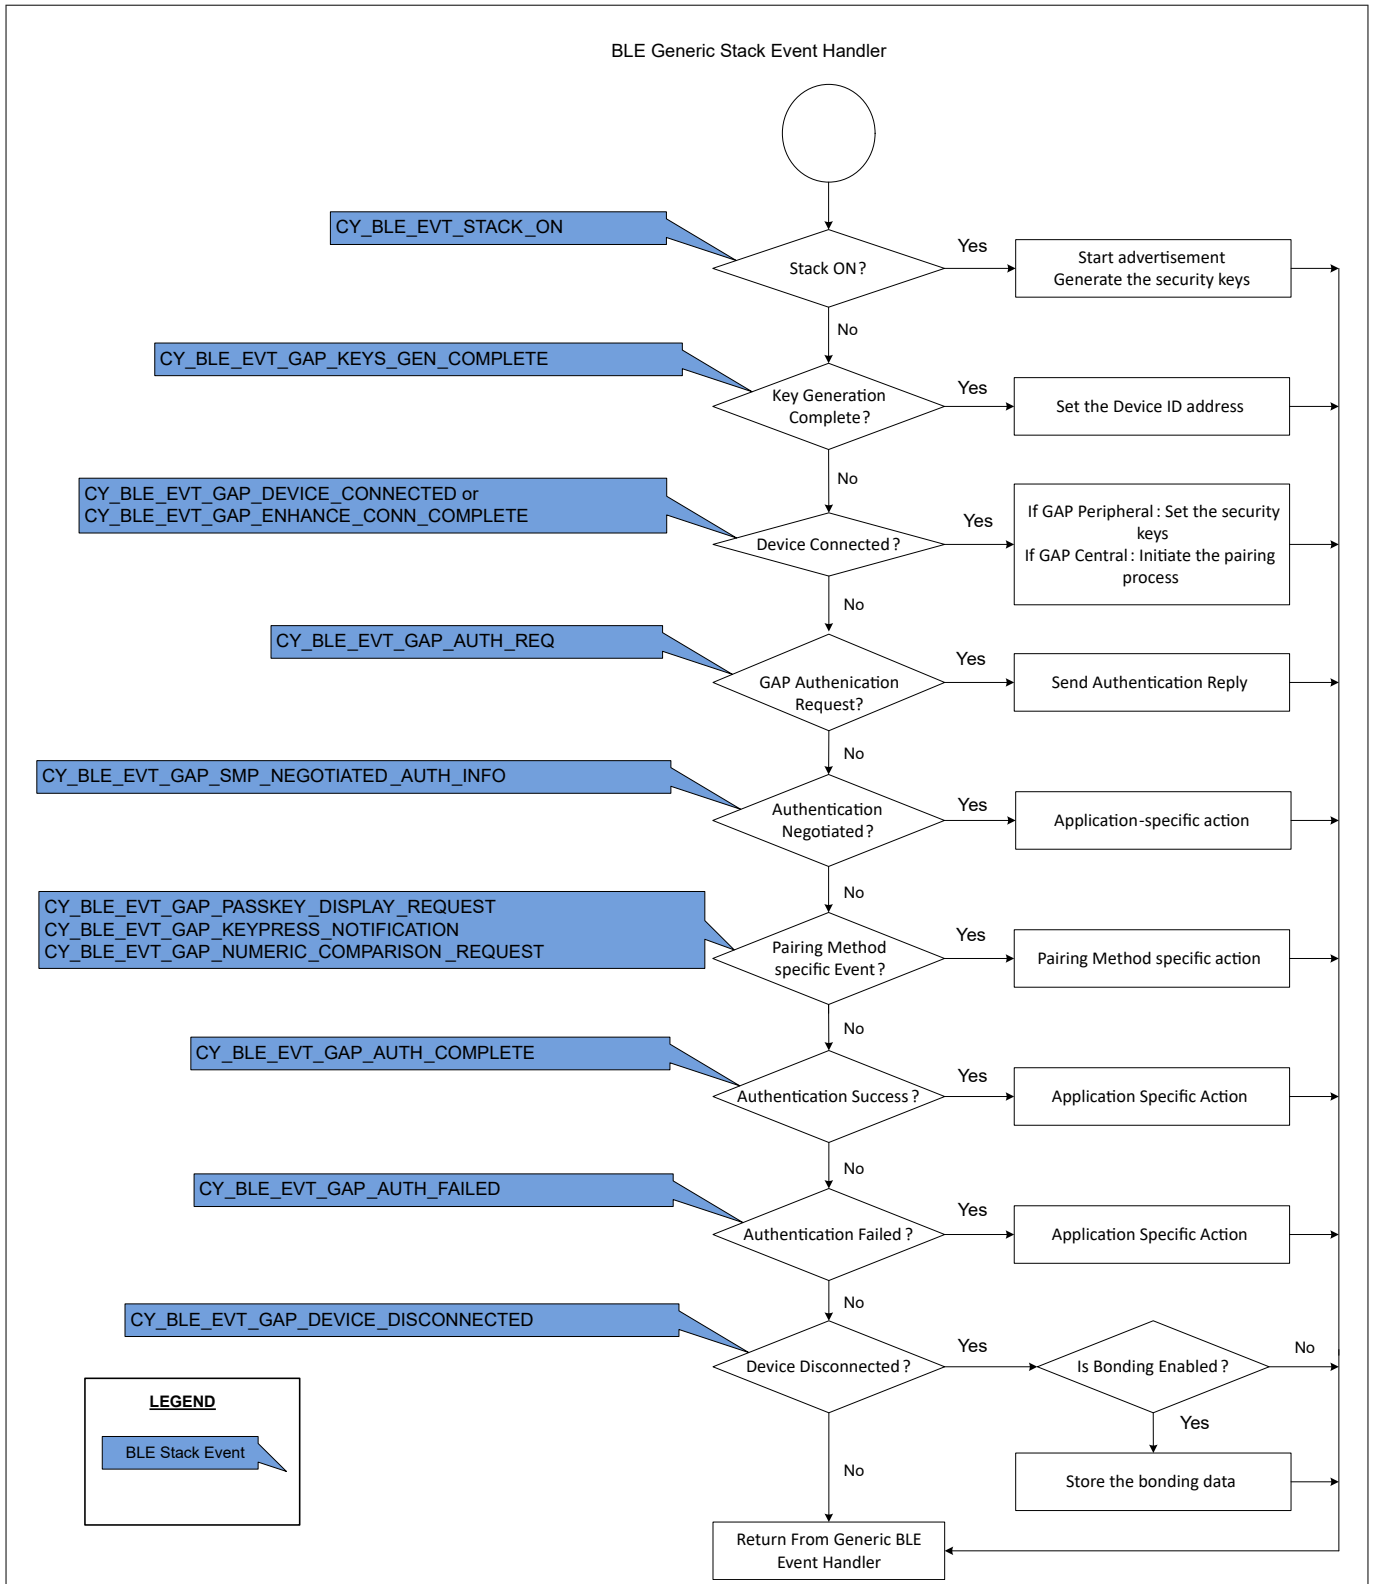 BLE Generic Stack Event Handler
CY_BLE_EVT_STACK_ON
Stack ON?
Yes
Start advertisement
Generate the security keys
No
CY_BLE_EVT_GAP_KEYS_GEN_COMPLETE
Key Generation
Complete?
Yes
Set the Device ID address
No
CY_BLE_EVT_GAP_DEVICE_CONNECTED or
CY_BLE_EVT_GAP_ENHANCE_CONN_COMPLETE
Device Connected?
Yes
If GAP Peripheral: Set the security
keys
If GAP Central: Initiate the pairing
process
No
CY_BLE_EVT_GAP_AUTH_REQ
GAP Authenication
Request?
Yes
Send Authentication Reply
No
CY_BLE_EVT_GAP_SMP_NEGOTIATED_AUTH_INFO
Authentication
Negotiated?
Yes
Application-specific action
No
CY_BLE_EVT_GAP_PASSKEY_DISPLAY_REQUEST
CY_BLE_EVT_GAP_KEYPRESS_NOTIFICATION
CY_BLE_EVT_GAP_NUMERIC_COMPARISON_REQUEST
Pairing Method
specific Event?
Yes
Pairing Method specific action
No
CY_BLE_EVT_GAP_AUTH_COMPLETE
Authentication Success?
Yes
Application Specific Action
No
CY_BLE_EVT_GAP_AUTH_FAILED
Authentication Failed?
Yes
Application Specific Action
No
CY_BLE_EVT_GAP_DEVICE_DISCONNECTED
Device Disconnected?
Yes
Is Bonding Enabled?
No
Yes
Store the bonding data
No
Return From Generic BLE
Event Handler
LEGEND
BLE Stack Event